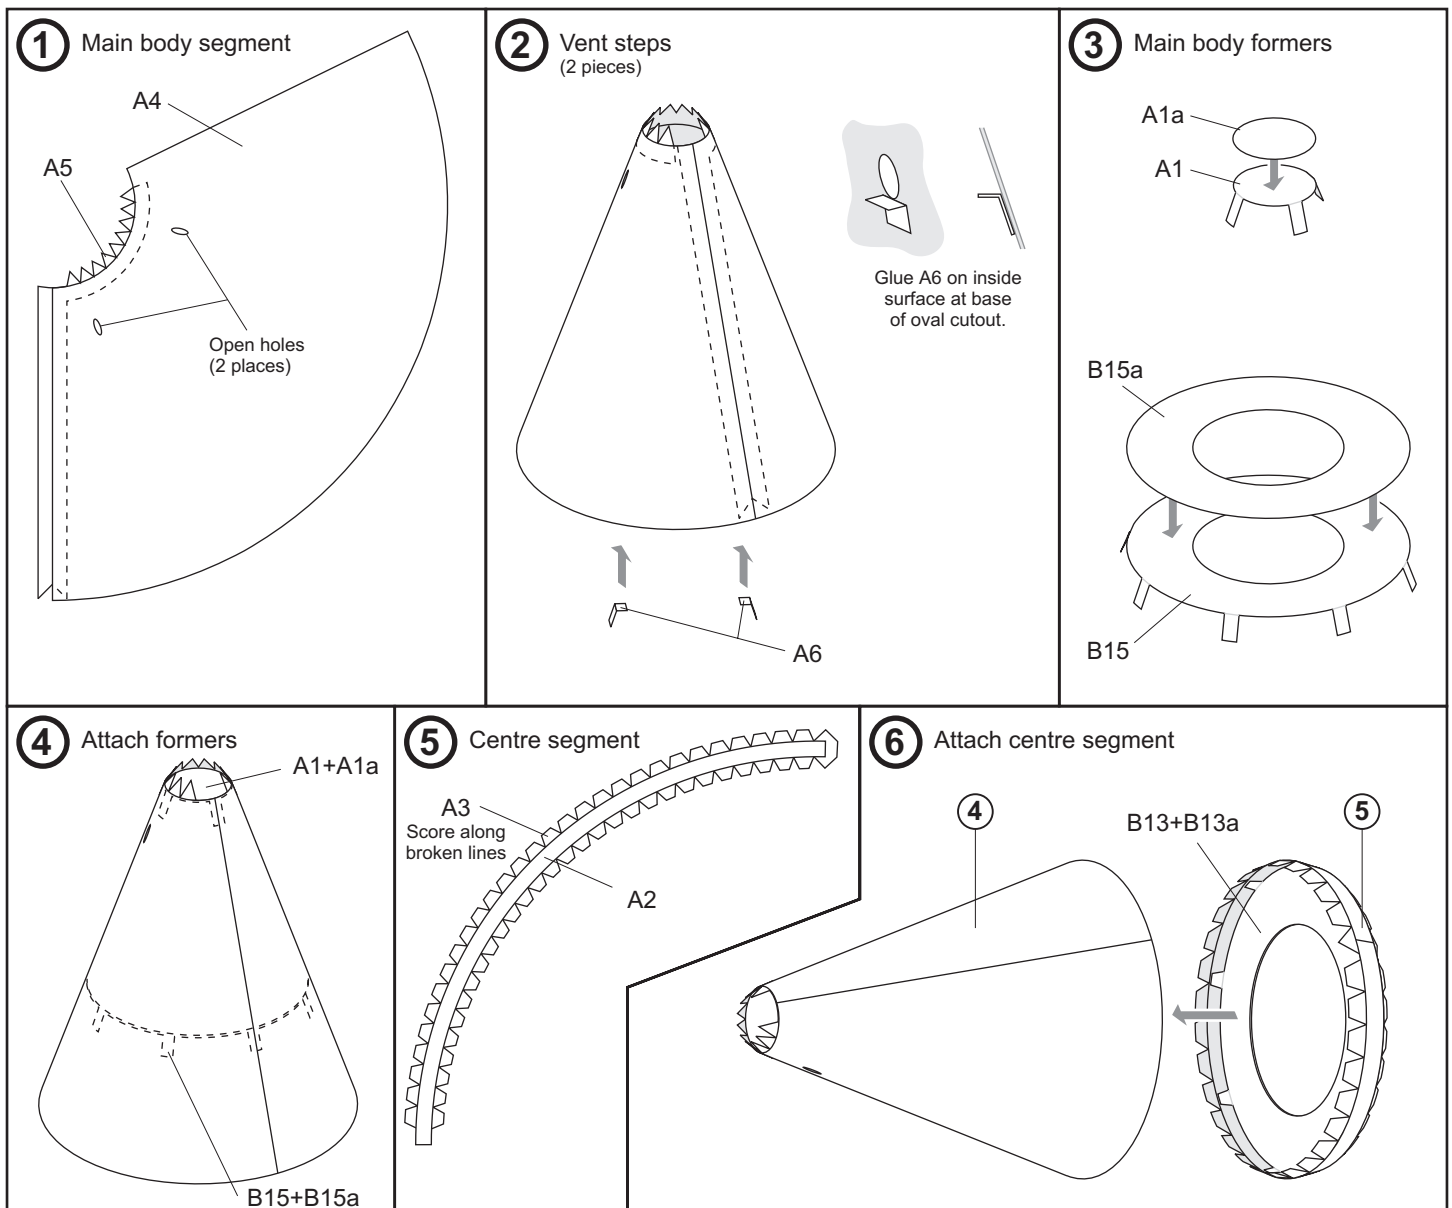 1 Main body segment
A4
A5
Open holes
(2 places)
2 Vent steps
(2 pieces)
Glue A6 on inside
surface at base
of oval cutout.
A6
3 Main body formers
A1a
A1
B15a
B15
4 Attach formers
A1+A1a
B15+B15a
5 Centre segment
A3
Score along
broken lines
A2
6 Attach centre segment
4
B13+B13a
5